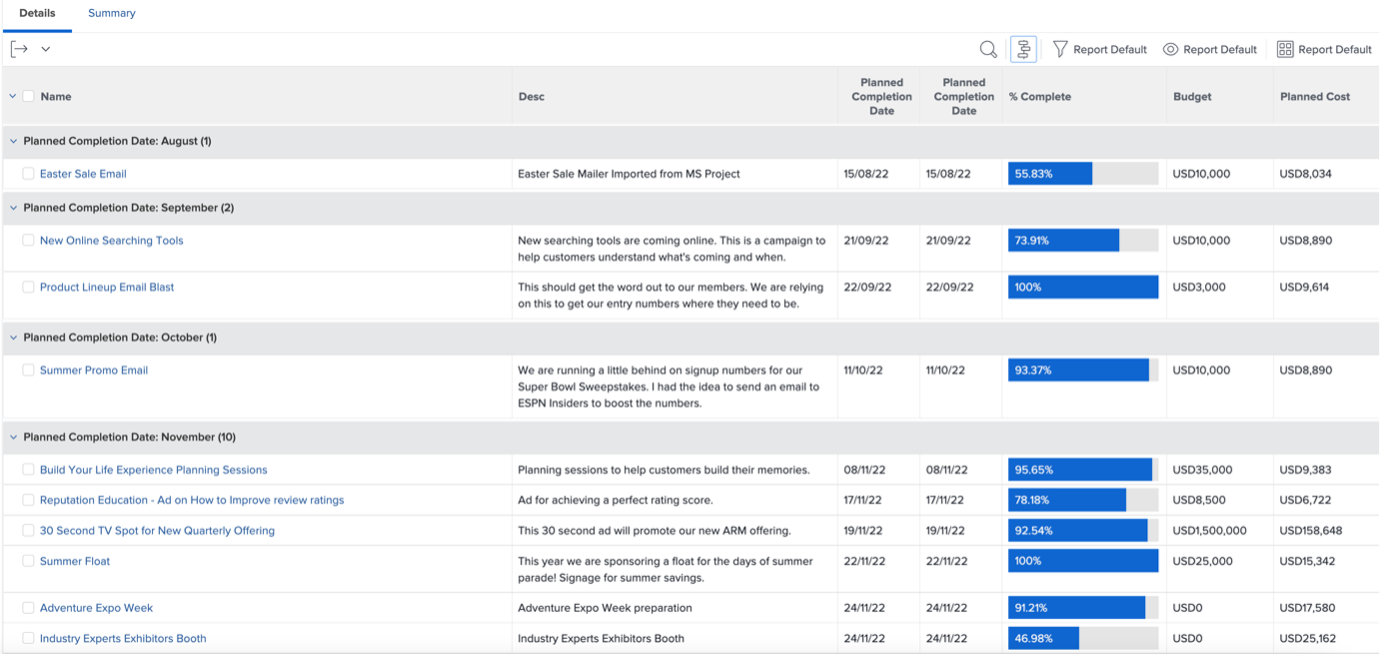 Details Summary
Report Default Report Default Report Default
Name Desc Planned Completion Date Planned Completion Date % Complete Budget Planned Cost
Planned Completion Date: August (1)
Easter Sale Email Easter Sale Mailer Imported from MS Project 15/08/22 15/08/22 55.83% USD10,000 USD8,034
Planned Completion Date: September (2)
New Online Searching Tools New searching tools are coming online. This is a campaign to 21/09/22 21/09/22 73.91% USD10,000 USD8,890
help customers understand what's coming and when.
Product Lineup Email Blast This should get the word out to our members. We are relying 22/09/22 22/09/22 100% USD3,000 USD9,614
on this to get our entry numbers where they need to be.
Planned Completion Date: October (1)
Summer Promo Email We are running a little behind on signup numbers for our 11/10/22 11/10/22 93.37% USD10,000 USD8,890
Super Bowl Sweepstakes. I had the idea to send an email to
ESPN Insiders to boost the numbers.
Planned Completion Date: November (10)
Build Your Life Experience Planning Sessions Planning sessions to help customers build their memories. 08/11/22 08/11/22 95.65% USD35,000 USD9,383
Reputation Education - Ad on How to Improve review ratings Ad for achieving a perfect rating score. 17/11/22 17/11/22 78.18% USD8,500 USD6,722
30 Second TV Spot for New Quarterly Offering This 30 second ad will promote our new ARM offering. 19/11/22 19/11/22 92.54% USD1,500,000 USD158,648
Summer Float This year we are sponsoring a float for the days of summer 22/11/22 22/11/22 100% USD25,000 USD15,342
parade! Signage for summer savings.
Adventure Expo Week Adventure Expo Week preparation 24/11/22 24/11/22 91.21% USD0 USD17,580
Industry Experts Exhibitors Booth Industry Experts Exhibitors Booth 24/11/22 24/11/22 46.98% USD0 USD25,162